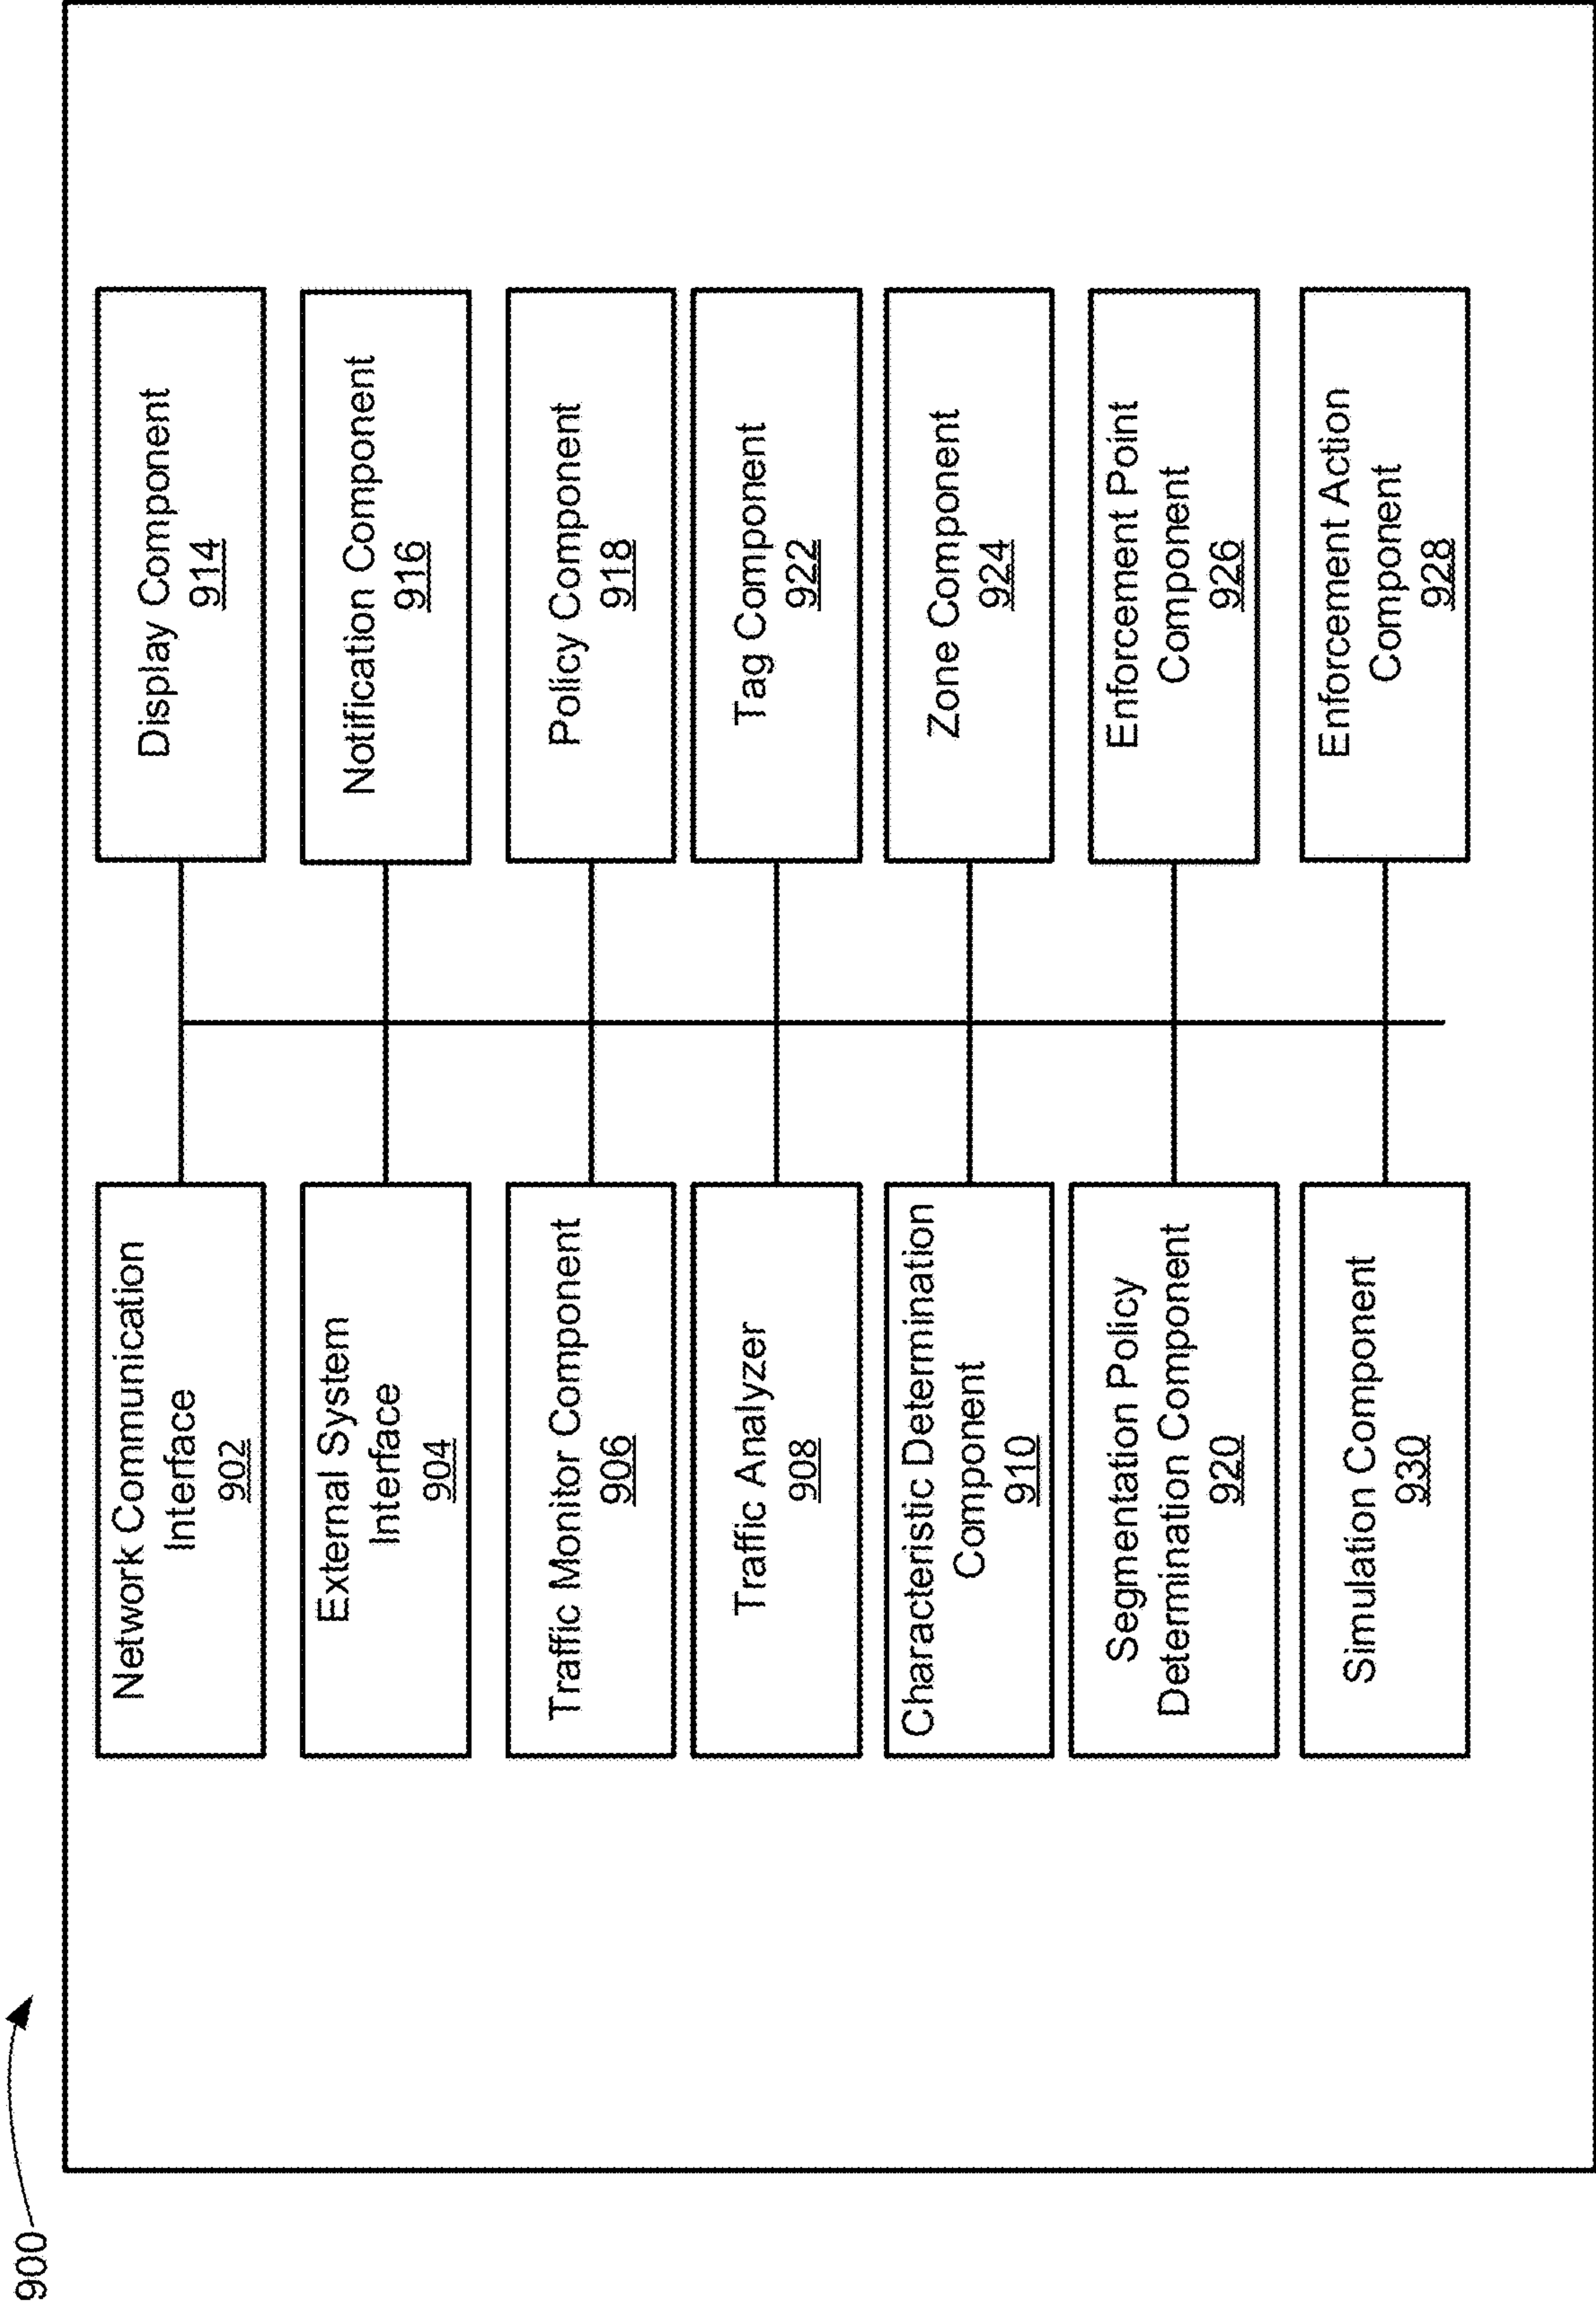 900
Network Communication
Interface
902
External System
Interface
904
Traffic Monitor Component
906
Traffic Analyzer
908
Characteristic Determination
Component
910
Segmentation Policy
Determination Component
920
Simulation Component
930
Display Component
914
Notification Component
916
Policy Component
918
Tag Component
922
Zone Component
924
Enforcement Point
Component
926
Enforcement Action
Component
928